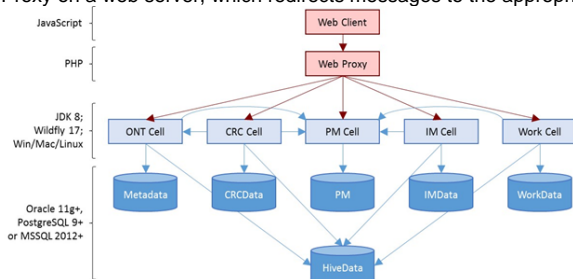 Proxy on a web server, which redirects messages to the approp
JavaScript
Web Client
PHP
Web Proxy
JDK 8;
Wildfly 17;
Win/Mac/Linux
ONT Cell
CRC Cell
PM Cell
IM Cell
Work Cell
Metadata
CRCData
PM
IMData
WorkData
Oracle 11g+,
PostgreSQL 9+
or MSSQL 2012+
HiveData